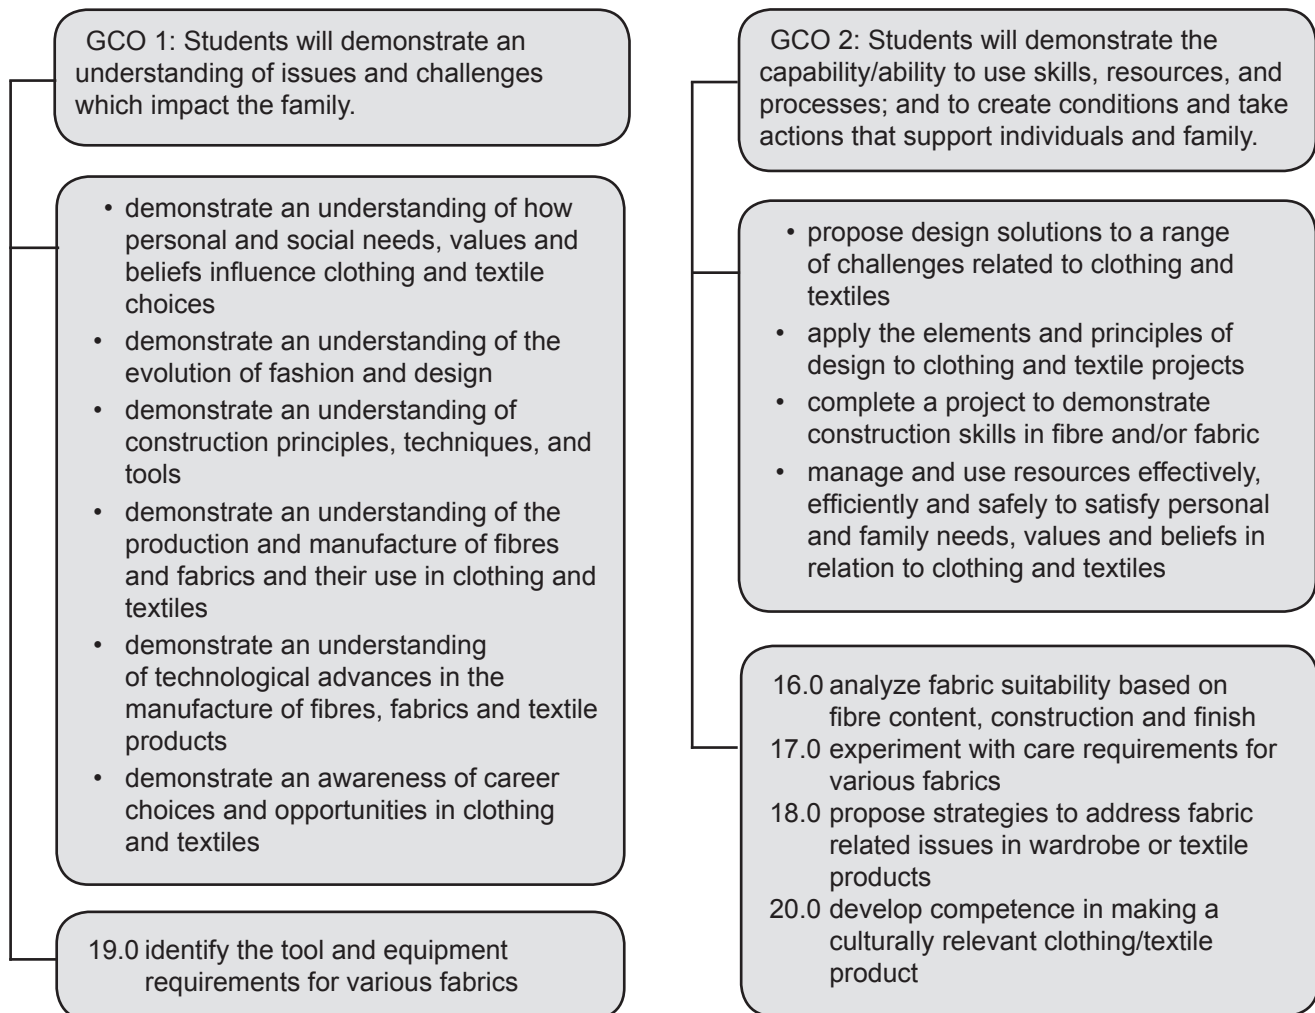 GCO 1: Students will demonstrate an
understanding of issues and challenges
which impact the family.
• demonstrate an understanding of how
personal and social needs, values and
beliefs influence clothing and textile
choices
• demonstrate an understanding of the
evolution of fashion and design
• demonstrate an understanding of
construction principles, techniques, and
tools
• demonstrate an understanding of the
production and manufacture of fibres
and fabrics and their use in clothing and
textiles
• demonstrate an understanding
of technological advances in the
manufacture of fibres, fabrics and textile
products
• demonstrate an awareness of career
choices and opportunities in clothing
and textiles
19.0 identify the tool and equipment
requirements for various fabrics
GCO 2: Students will demonstrate the
capability/ability to use skills, resources, and
processes; and to create conditions and take
actions that support individuals and family.
• propose design solutions to a range
of challenges related to clothing and
textiles
• apply the elements and principles of
design to clothing and textile projects
• complete a project to demonstrate
construction skills in fibre and/or fabric
• manage and use resources effectively,
efficiently and safely to satisfy personal
and family needs, values and beliefs in
relation to clothing and textiles
16.0 analyze fabric suitability based on
fibre content, construction and finish
17.0 experiment with care requirements for
various fabrics
18.0 propose strategies to address fabric
related issues in wardrobe or textile
products
20.0 develop competence in making a
culturally relevant clothing/textile
product